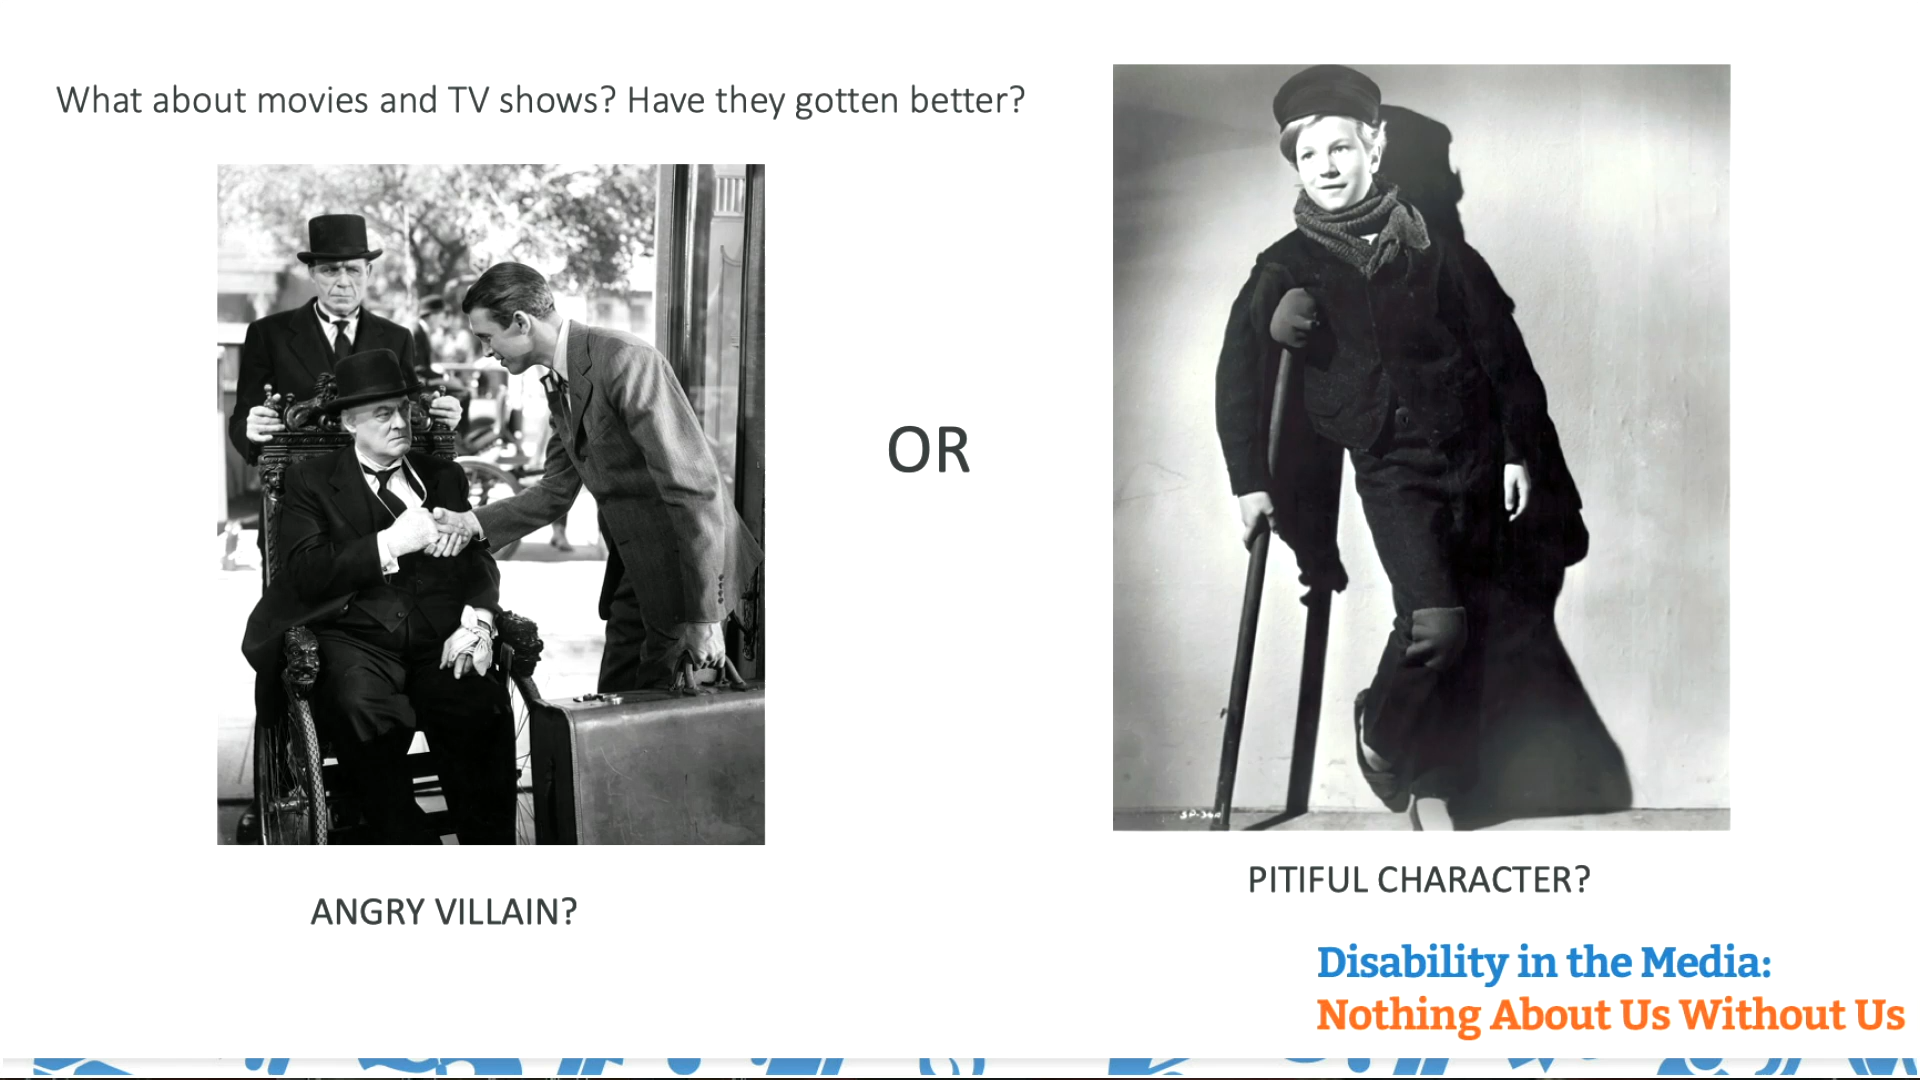 What about movies and TV shows? Have they gotten better?
OR
ANGRY VILLAIN?
PITIFUL CHARACTER?
Disability in the Media:
Nothing About Us Without Us